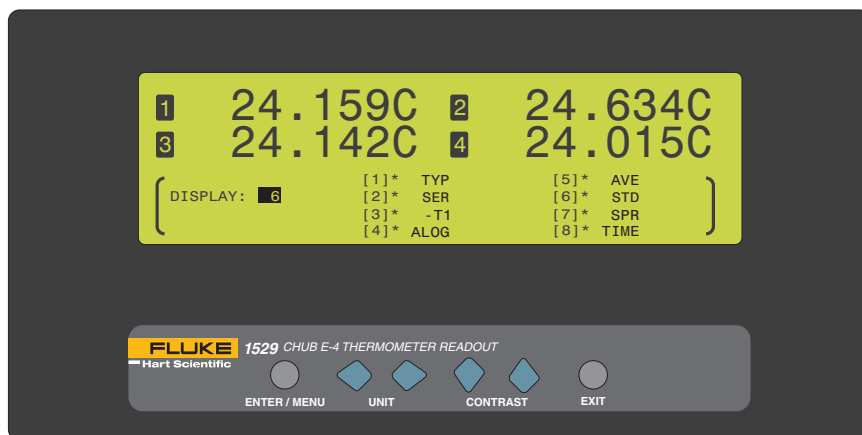 1 24.159C 2 24.634C
3 24.142C 4 24.015C
DISPLAY: 6
[1]* TYP
[2]* SER
[3]* -T1
[4]* ALOG
[5]* AVE
[6]* STD
[7]* SPR
[8]* TIME
FLUKE
Hart Scientific
1529 CHUB E-4 THERMOMETER READOUT
ENTER / MENU UNIT CONTRAST EXIT